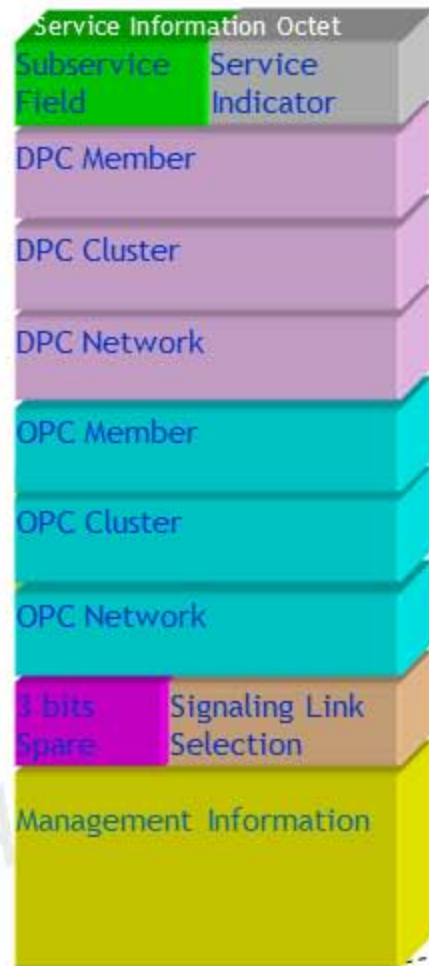 Service Information Octet
Subservice Field
Service Indicator
DPC Member
DPC Cluster
DPC Network
OPC Member
OPC Cluster
OPC Network
3 bits Spare
Signaling Link Selection
Management Information